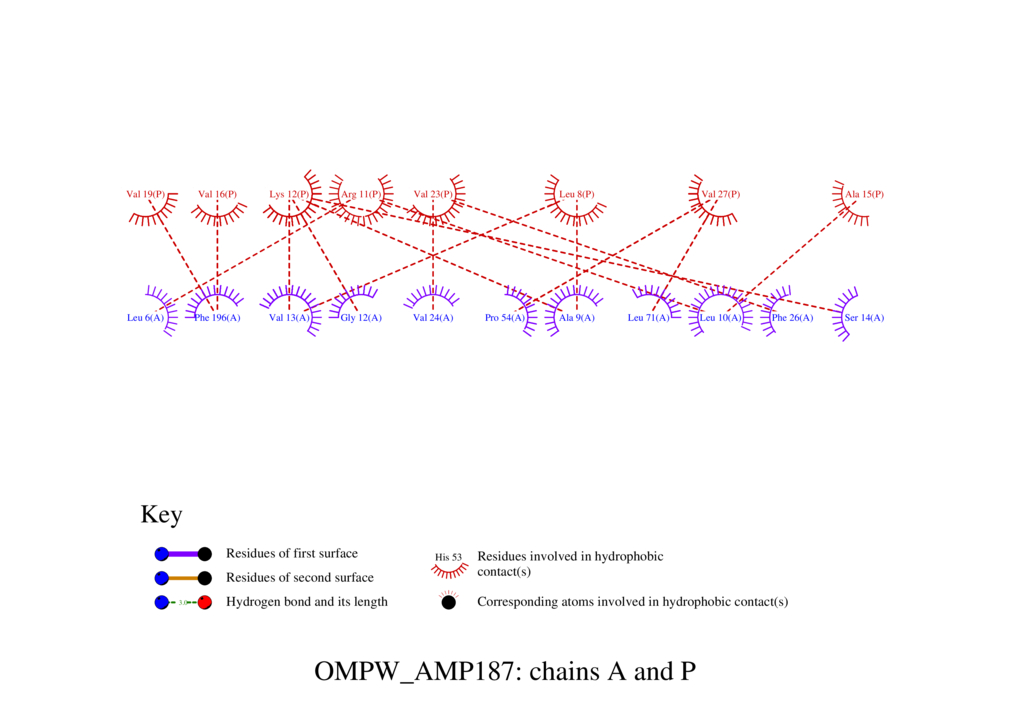 Val 19(P) Val 16(P) Lys 12(P) Arg 11(P) Val 23(P) Leu 8(P) Val 27(P) Ala 15(P)
Leu 6(A) Phe 196(A) Val 13(A) Gly 12(A) Val 24(A) Pro 54(A) Ala 9(A) Leu 71(A) Leu 10(A) Phe 26(A) Ser 14(A)
Key
Residues of first surface
Residues of second surface
3.0 Hydrogen bond and its length
His 53 Residues involved in hydrophobic
contact(s)
Corresponding atoms involved in hydrophobic contact(s)
OMPW_AMP187: chains A and P